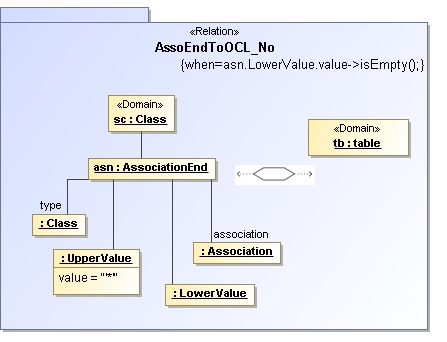 «Relation»
AssoEndToOCL_No
{when=asn.LowerValue.value->isEmpty();}
«Domain»
sc : Class
«Domain»
tb : table
asn : AssociationEnd
type
: Class
association
: Association
: UpperValue
value = "*"
: LowerValue